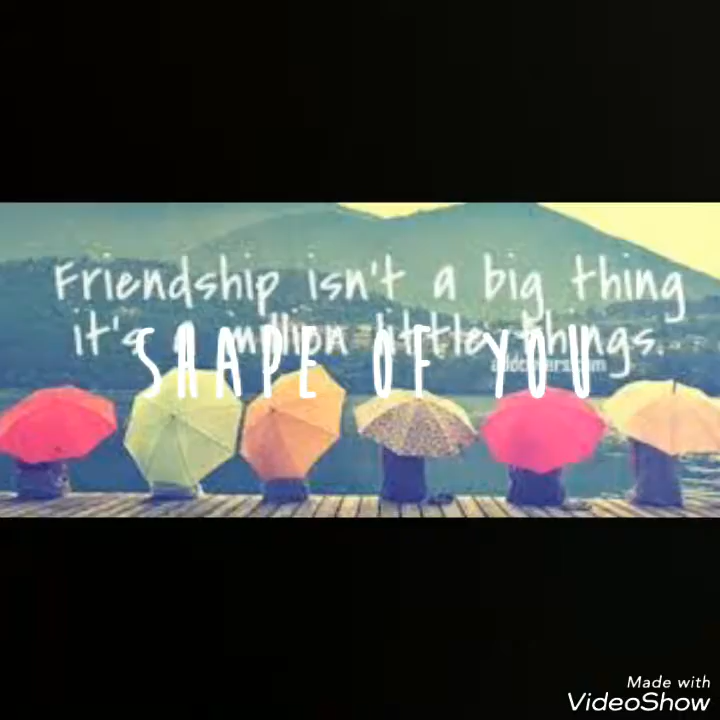 Friendship isn't a big thing
it's a million little things.
SHAPE OF YOU
Made with
VideoShow